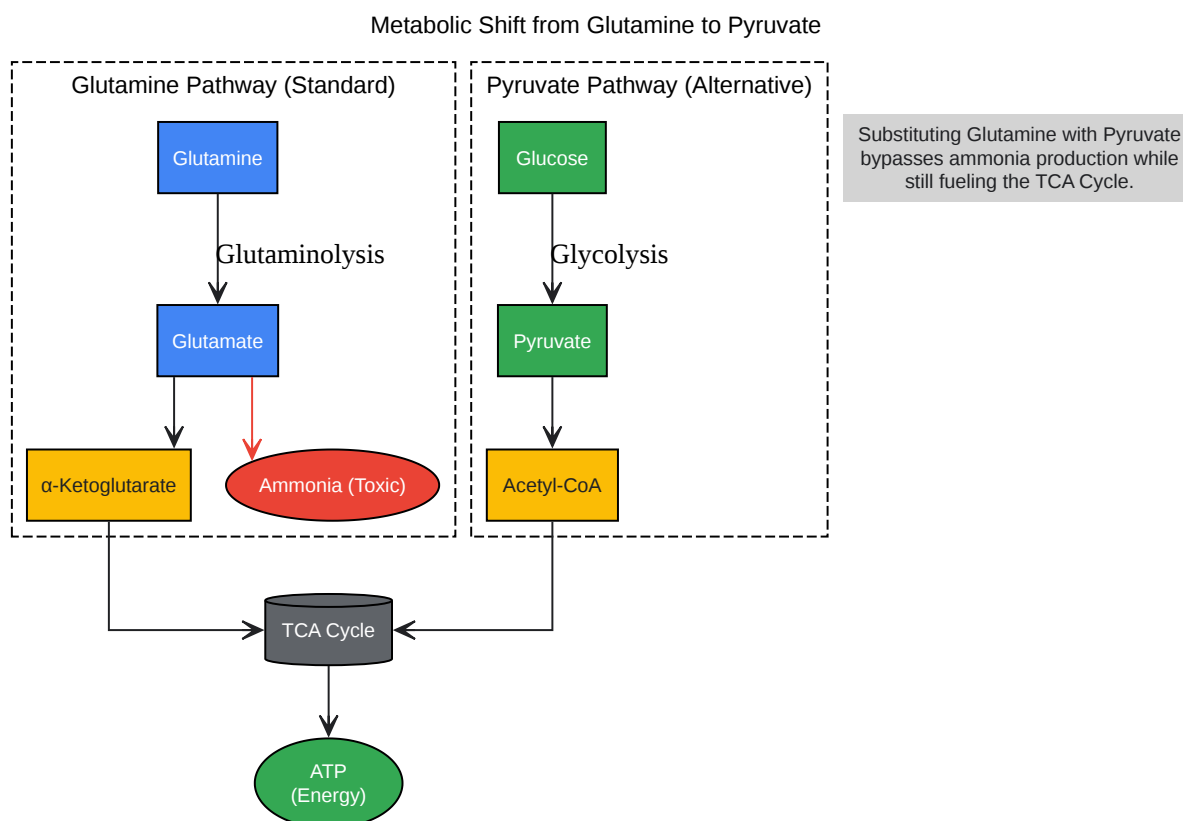 Metabolic Shift from Glutamine to Pyruvate
Glutamine Pathway (Standard)
Glutamine
Glutaminolysis
Glutamate
α-Ketoglutarate
Ammonia (Toxic)
Pyruvate Pathway (Alternative)
Glucose
Glycolysis
Pyruvate
Acetyl-CoA
Substituting Glutamine with Pyruvate
bypasses ammonia production while
still fueling the TCA Cycle.
TCA Cycle
ATP
(Energy)